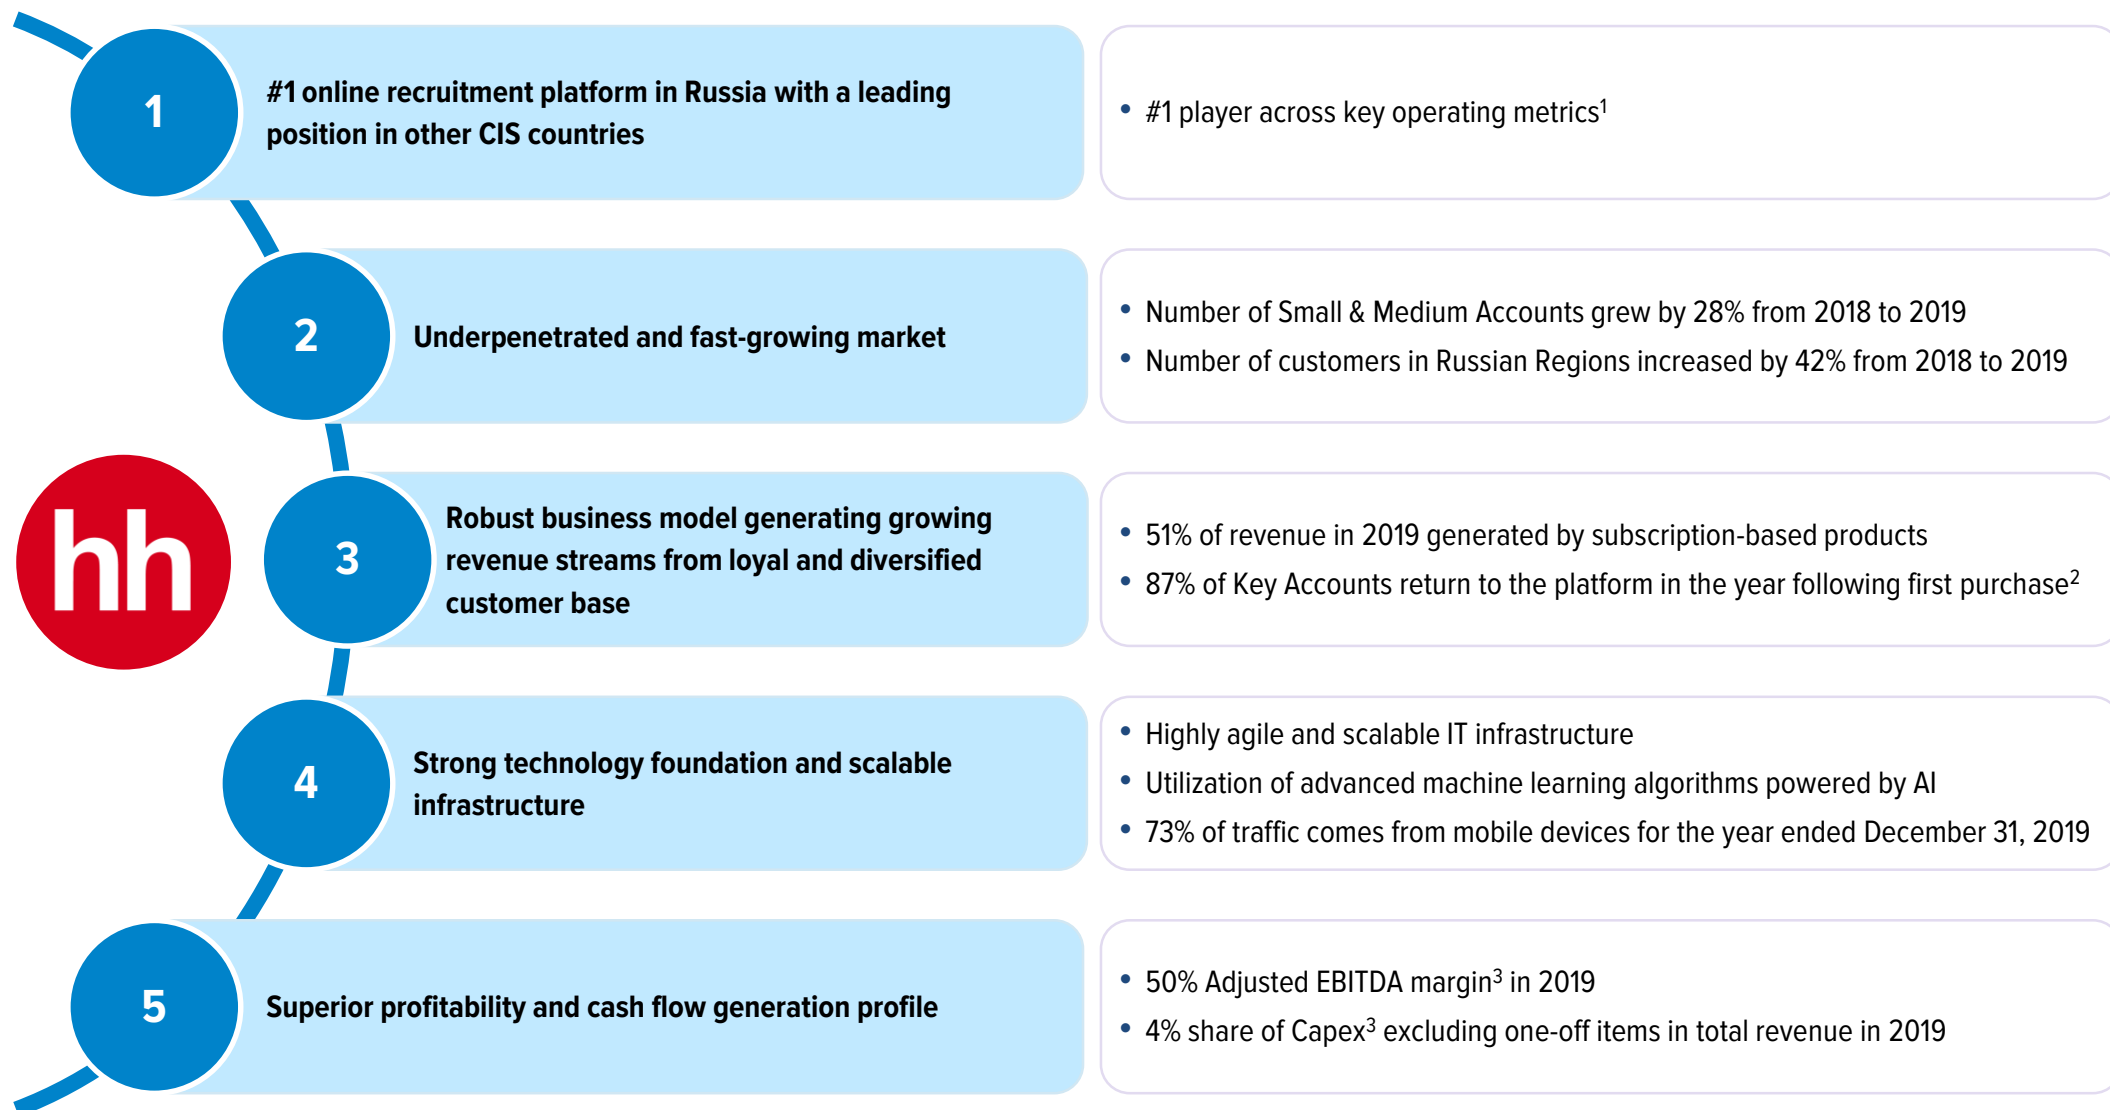 1
#1 online recruitment platform in Russia with a leading
position in other CIS countries
• #1 player across key operating metrics¹
2
Underpenetrated and fast-growing market
• Number of Small & Medium Accounts grew by 28% from 2018 to 2019
• Number of customers in Russian Regions increased by 42% from 2018 to 2019
hh
3
Robust business model generating growing
revenue streams from loyal and diversified
customer base
• 51% of revenue in 2019 generated by subscription-based products
• 87% of Key Accounts return to the platform in the year following first purchase²
4
Strong technology foundation and scalable
infrastructure
• Highly agile and scalable IT infrastructure
• Utilization of advanced machine learning algorithms powered by AI
• 73% of traffic comes from mobile devices for the year ended December 31, 2019
5
Superior profitability and cash flow generation profile
• 50% Adjusted EBITDA margin³ in 2019
• 4% share of Capex³ excluding one-off items in total revenue in 2019